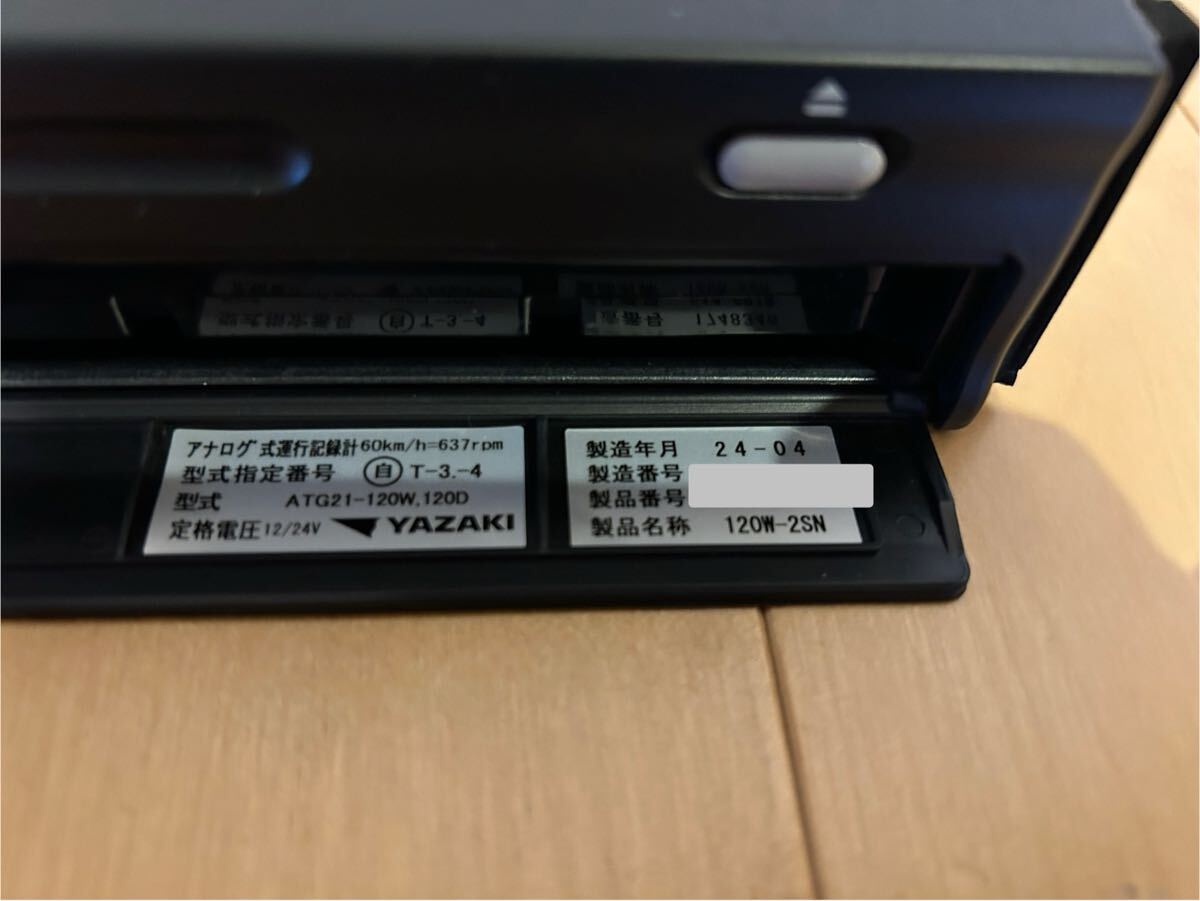 アナログ式運行記録計60km/h=637rpm
型式指定番号 自 T-3.-4
型式 ATG21-120W,120D
定格電圧12/24V YAZAKI
製造年月 24-04
製造番号
製品番号
製品名称 120W-2SN